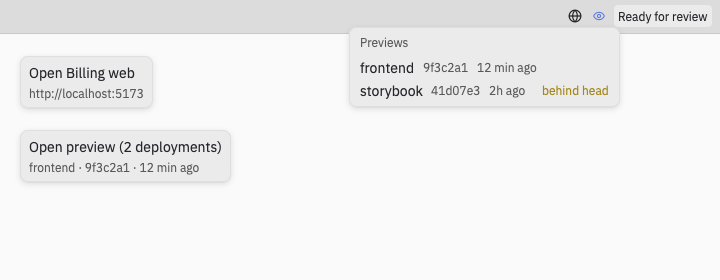 Ready for review
Previews
frontend 9f3c2a1 12 min ago
storybook 41d07e3 2h ago behind head
Open Billing web
http://localhost:5173
Open preview (2 deployments)
frontend · 9f3c2a1 · 12 min ago